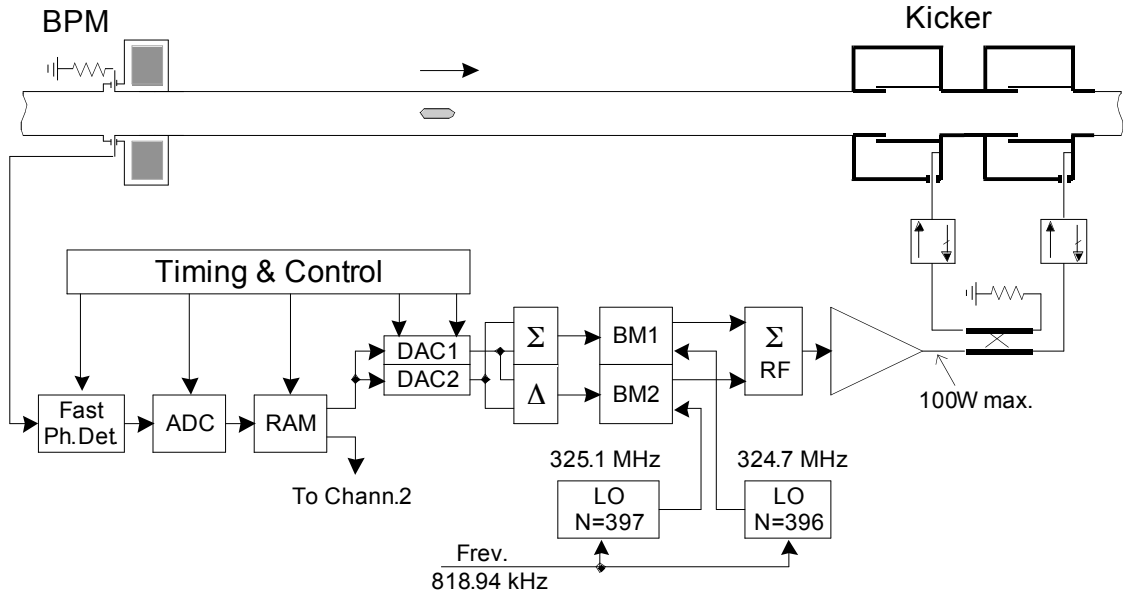 BPM
Kicker
Timing & Control
DAC1
DAC2
Σ
Δ
BM1
BM2
Σ
RF
100W max.
Fast
Ph.Det.
ADC
RAM
To Chann.2
325.1 MHz
324.7 MHz
LO
N=397
LO
N=396
Frev.
818.94 kHz